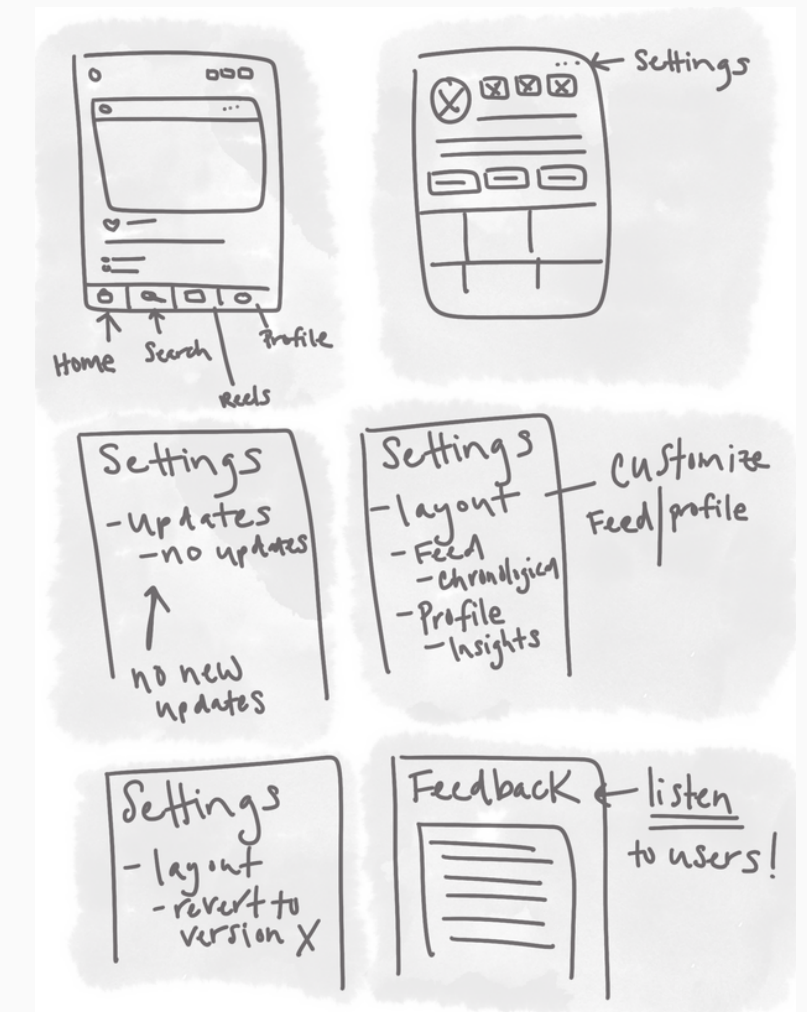 Settings
Home
Search
Reels
Profile
Settings
-updates
-no updates
no new
updates
Settings
-layout
-Feed
-chronological
-Profile
-Insights
customize
Feed/profile
Settings
-layout
-revert to
version X
Feedback
listen
to users!